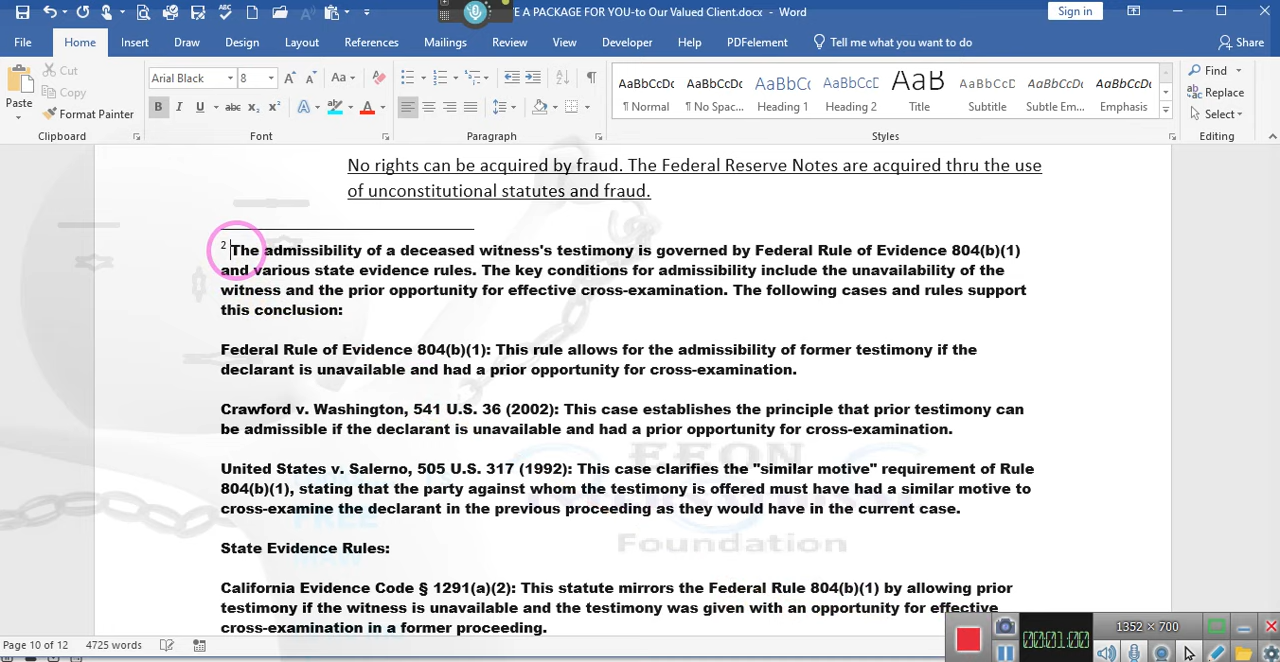 E A PACKAGE FOR YOU-to Our Valued Client.docx - Word
Sign in
File Home Insert Draw Design Layout References Mailings Review View Developer Help PDFelement Tell me what you want to do Share
Paste
Cut
Copy
Format Painter
Arial Black 8
Aa
B I U abc x₂ x² A A
AaBbCcDc AaBbCcDc AaBbCc AaBbCcD AaB AaBbCcD AaBbCcDc AaBbCcDc
¶ Normal ¶ No Spac... Heading 1 Heading 2 Title Subtitle Subtle Em... Emphasis
Find
Replace
Select
Clipboard Font Paragraph Styles Editing
No rights can be acquired by fraud. The Federal Reserve Notes are acquired thru the use
of unconstitutional statutes and fraud.
2 The admissibility of a deceased witness's testimony is governed by Federal Rule of Evidence 804(b)(1)
and various state evidence rules. The key conditions for admissibility include the unavailability of the
witness and the prior opportunity for effective cross-examination. The following cases and rules support
this conclusion:
Federal Rule of Evidence 804(b)(1): This rule allows for the admissibility of former testimony if the
declarant is unavailable and had a prior opportunity for cross-examination.
Crawford v. Washington, 541 U.S. 36 (2002): This case establishes the principle that prior testimony can
be admissible if the declarant is unavailable and had a prior opportunity for cross-examination.
United States v. Salerno, 505 U.S. 317 (1992): This case clarifies the "similar motive" requirement of Rule
804(b)(1), stating that the party against whom the testimony is offered must have had a similar motive to
cross-examine the declarant in the previous proceeding as they would have in the current case.
State Evidence Rules:
California Evidence Code § 1291(a)(2): This statute mirrors the Federal Rule 804(b)(1) by allowing prior
testimony if the witness is unavailable and the testimony was given with an opportunity for effective
cross-examination in a former proceeding.
Foundation
FREE
Page 10 of 12 4725 words
00:01:00
1352 × 700